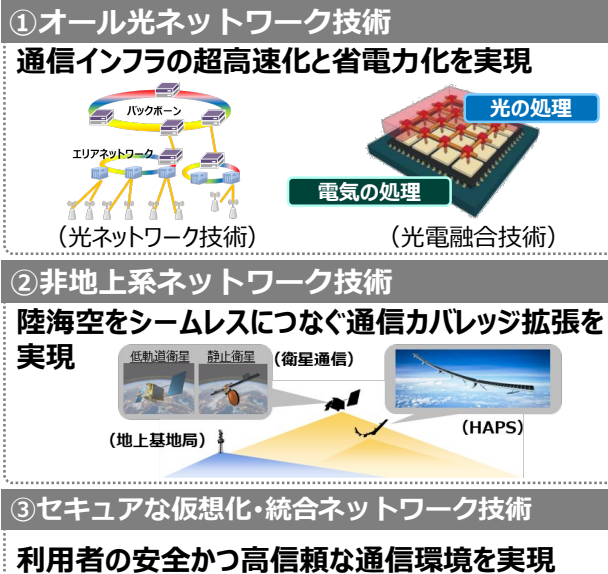 ①オール光ネットワーク技術
通信インフラの超高速化と省電力化を実現
バックボーン
エリアネットワーク
光の処理
電気の処理
(光ネットワーク技術)
(光電融合技術)
②非地上系ネットワーク技術
陸海空をシームレスにつなぐ通信カバレッジ拡張を
実現
低軌道衛星
静止衛星
(衛星通信)
(地上基地局)
(HAPS)
③セキュアな仮想化・統合ネットワーク技術
利用者の安全かつ高信頼な通信環境を実現